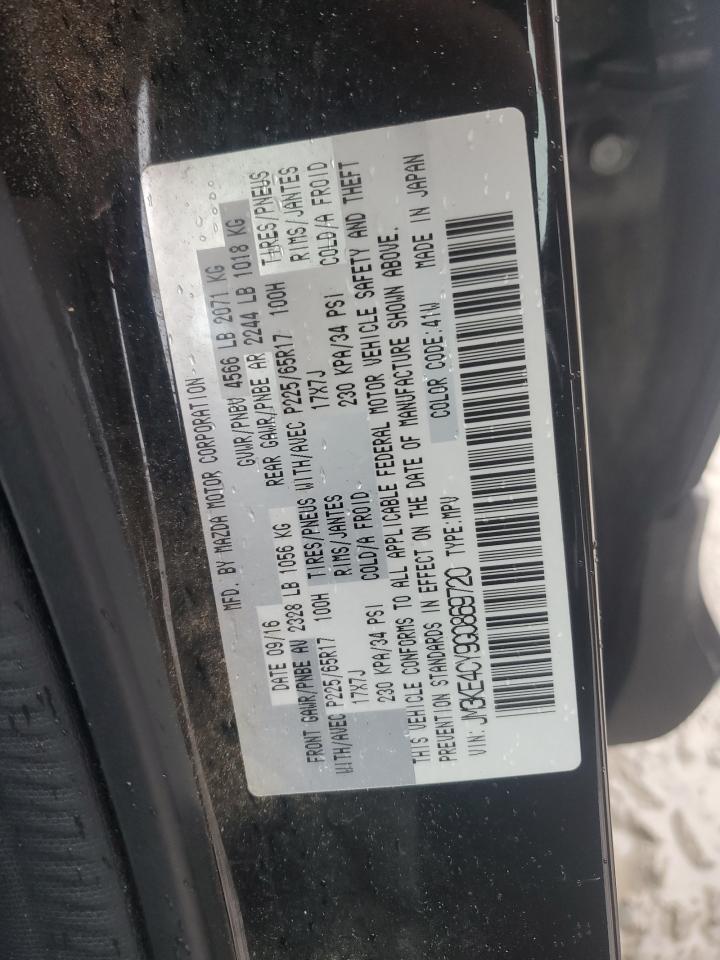 MFD. BY MAZDA MOTOR CORPORATION
DATE 09/16 GVWR/PNBV 4566 LB 2071 KG
FRONT GAWR/PNBE AV 2328 LB 1056 KG REAR GAWR/PNBE AR 2244 LB 1018 KG
WITH/AVEC P225/65R17 100H TIRES/PNEUS WITH/AVEC P225/65R17 100H TIRES/PNEUS
17X7J RIMS/JANTES 17X7J RIMS/JANTES
230 KPA/34 PSI COLD/A FROID 230 KPA/34 PSI COLD/A FROID
THIS VEHICLE CONFORMS TO ALL APPLICABLE FEDERAL MOTOR VEHICLE SAFETY AND THEFT
PREVENTION STANDARDS IN EFFECT ON THE DATE OF MANUFACTURE SHOWN ABOVE.
VIN: JM3KE4CY9G0869720 TYPE:MPV COLOR CODE:41W MADE IN JAPAN